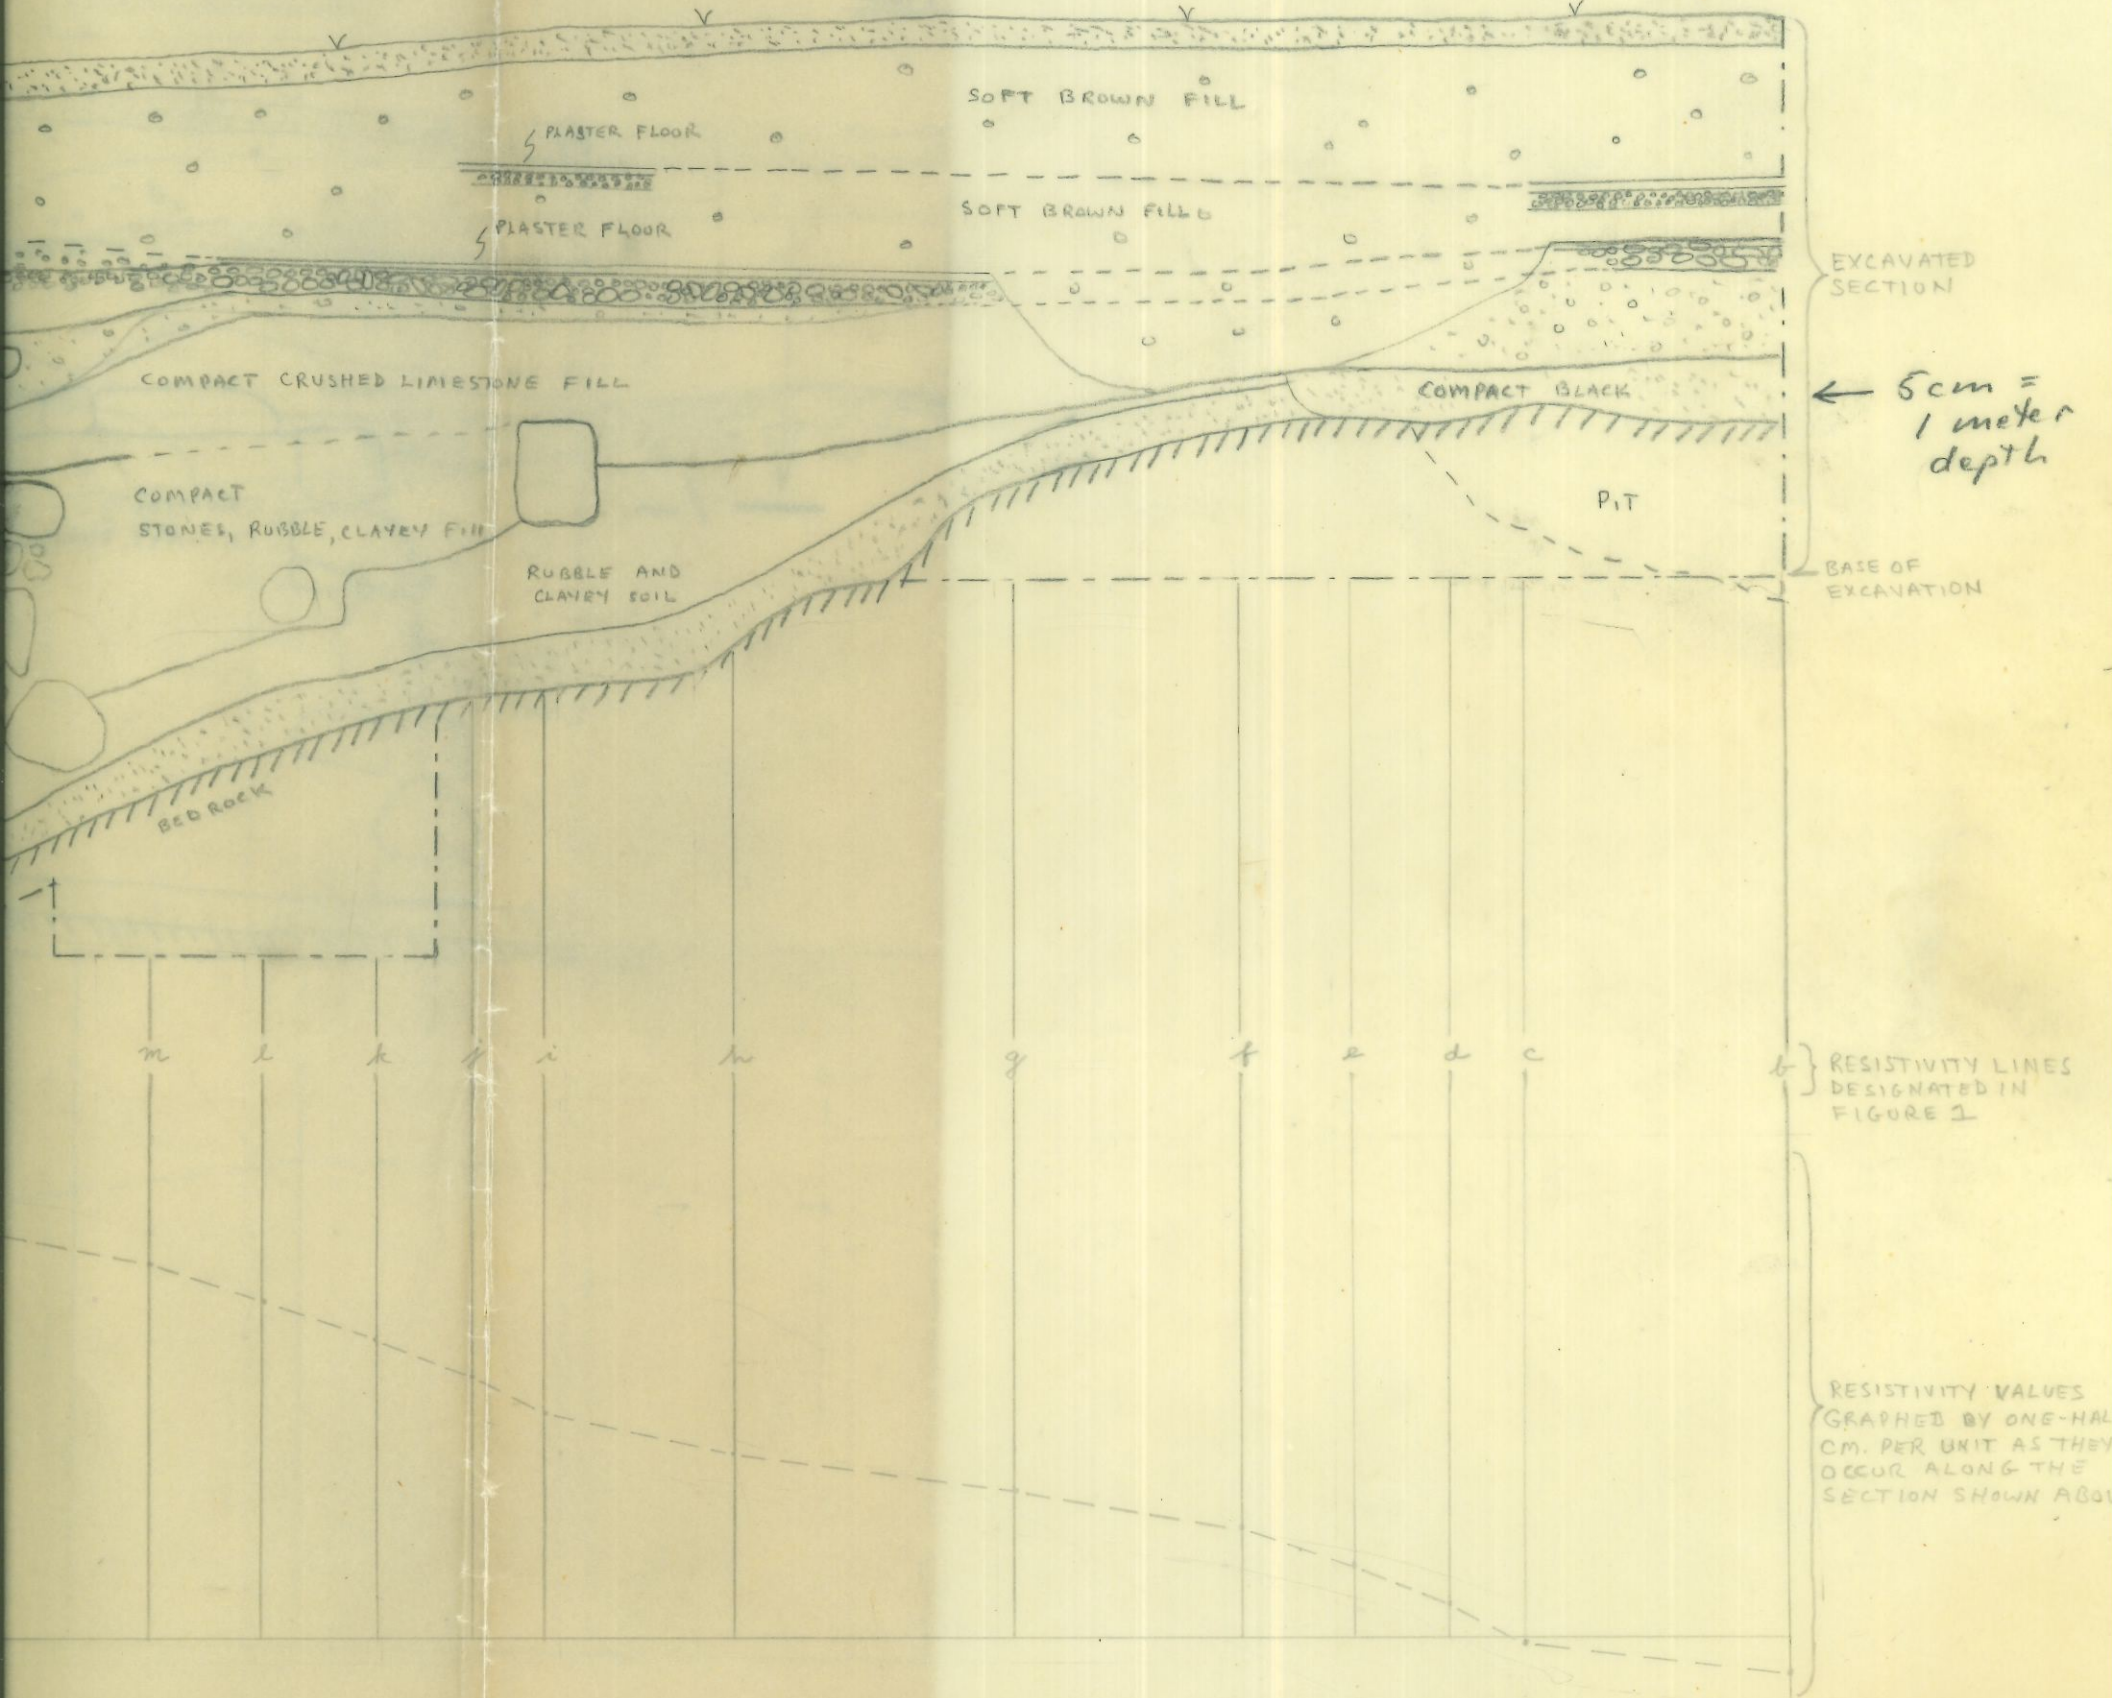 SOFT BROWN FILL
PLASTER FLOOR
SOFT BROWN FILL
PLASTER FLOOR
EXCAVATED
SECTION
COMPACT CRUSHED LIMESTONE FILL
COMPACT BLACK
← 5cm =
1 meter
depth
COMPACT
STONES, RUBBLE, CLAYEY FILL
PIT
RUBBLE AND
CLAYEY SOIL
BASE OF
EXCAVATION
BEDROCK
m l k j i h g f e d c b
RESISTIVITY LINES
DESIGNATED IN
FIGURE 1
RESISTIVITY VALUES
GRAPHED BY ONE-HAL
CM. PER UNIT AS THEY
OCCUR ALONG THE
SECTION SHOWN ABOV